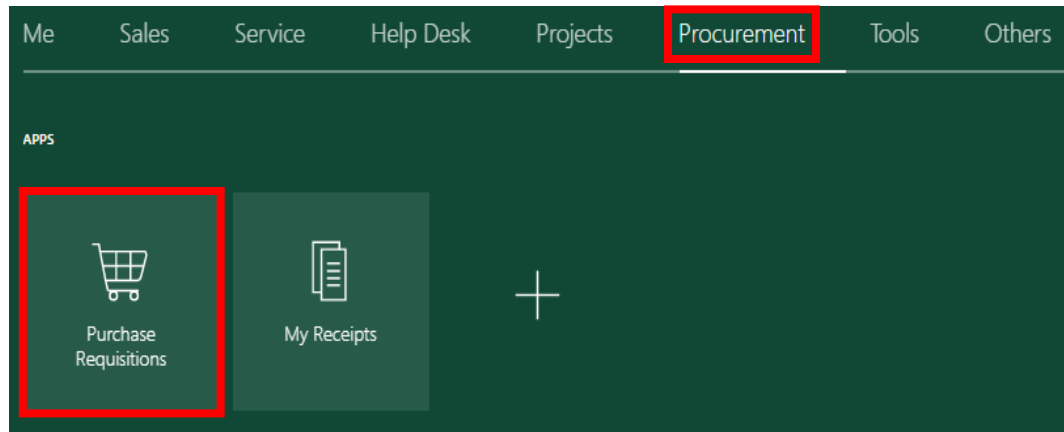 Me Sales Service Help Desk Projects Procurement Tools Others
APPS
Purchase
Requisitions
My Receipts